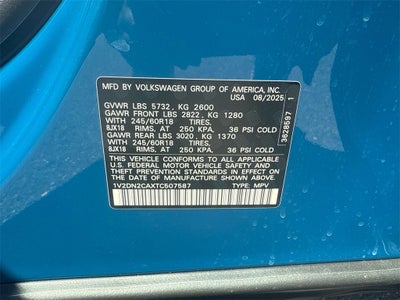 MFD. BY VOLKSWAGEN GROUP OF AMERICA, INC.
USA 08/2025
GVWR LBS 5732, KG 2600
GAWR FRONT LBS 2822, KG 1280
WITH 245/60R18 TIRES,
8JX18 RIMS, AT 250 KPA, 36 PSI COLD
GAWR REAR LBS 3020, KG 1370
WITH 245/60R18 TIRES,
8JX18 RIMS, AT 250 KPA, 36 PSI COLD
THIS VEHICLE CONFORMS TO ALL APPLICABLE
U.S. FEDERAL MOTOR VEHICLE SAFETY, BUMPER,
AND THEFT PREVENTION STANDARDS IN EFFECT
ON THE DATE OF MANUFACTURE SHOWN ABOVE.
1V2DN2CAXTC507587 TYPE: MPV
3628597 1